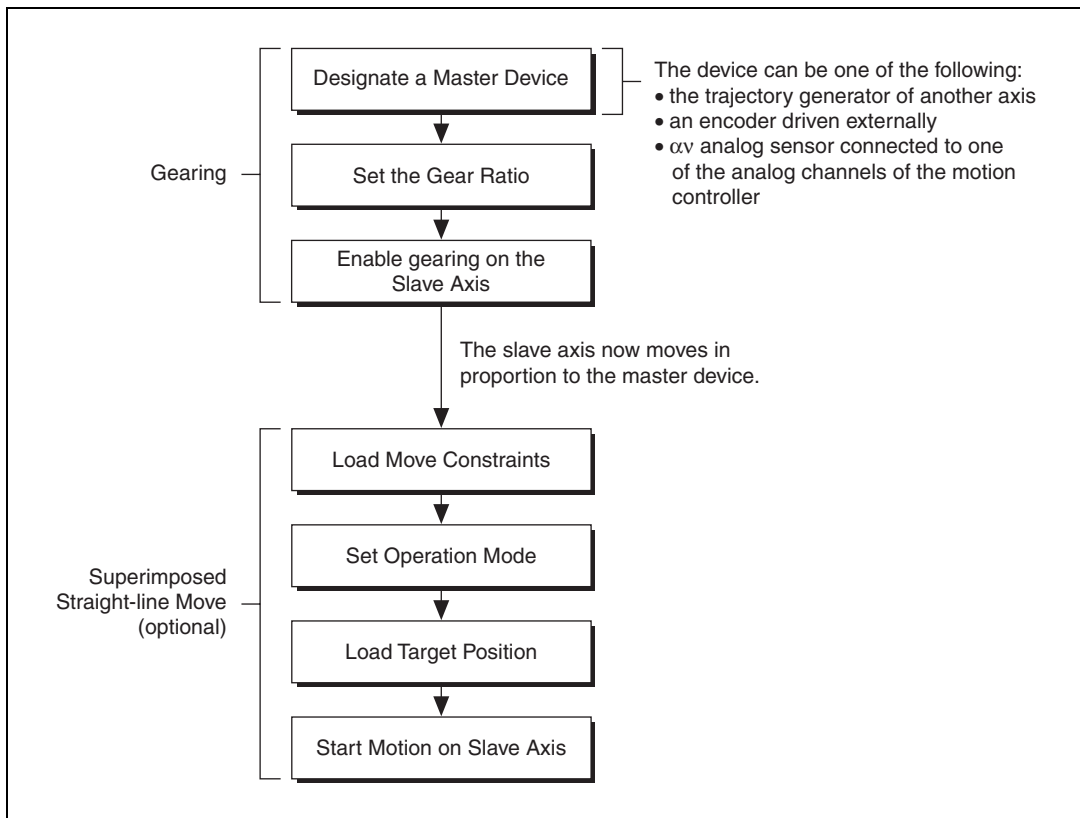 Designate a Master Device
The device can be one of the following:
• the trajectory generator of another axis
• an encoder driven externally
• αν analog sensor connected to one
of the analog channels of the motion
controller
Gearing
Set the Gear Ratio
Enable gearing on the
Slave Axis
The slave axis now moves in
proportion to the master device.
Load Move Constraints
Set Operation Mode
Superimposed
Straight-line Move
(optional)
Load Target Position
Start Motion on Slave Axis